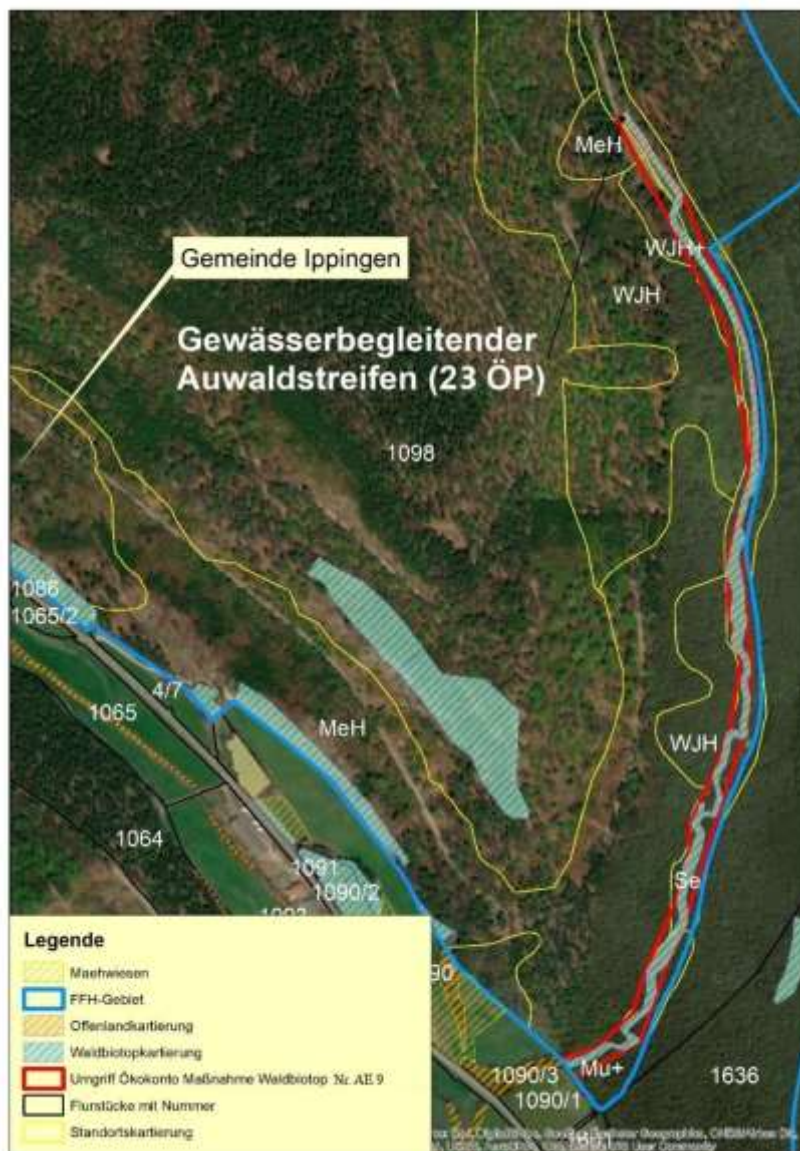 MeH
WJH+
Gemeinde Ippingen
WJH
Gewässerbegleitender
Auwaldstreifen (23 ÖP)
1098
1086
1065/2
4/7
1065
MeH
WJH
1064
1091
1090/2
Se
Legende
Maehwiesen
FFH-Gebiet
Offenlandkartierung
Waldbiotopkartierung
Umgriff Ökokonto Maßnahme Waldbiotop Nr. AE 9
Flurstücke mit Nummer
Standortskartierung
1090/3
Mu+
1090/1
1636